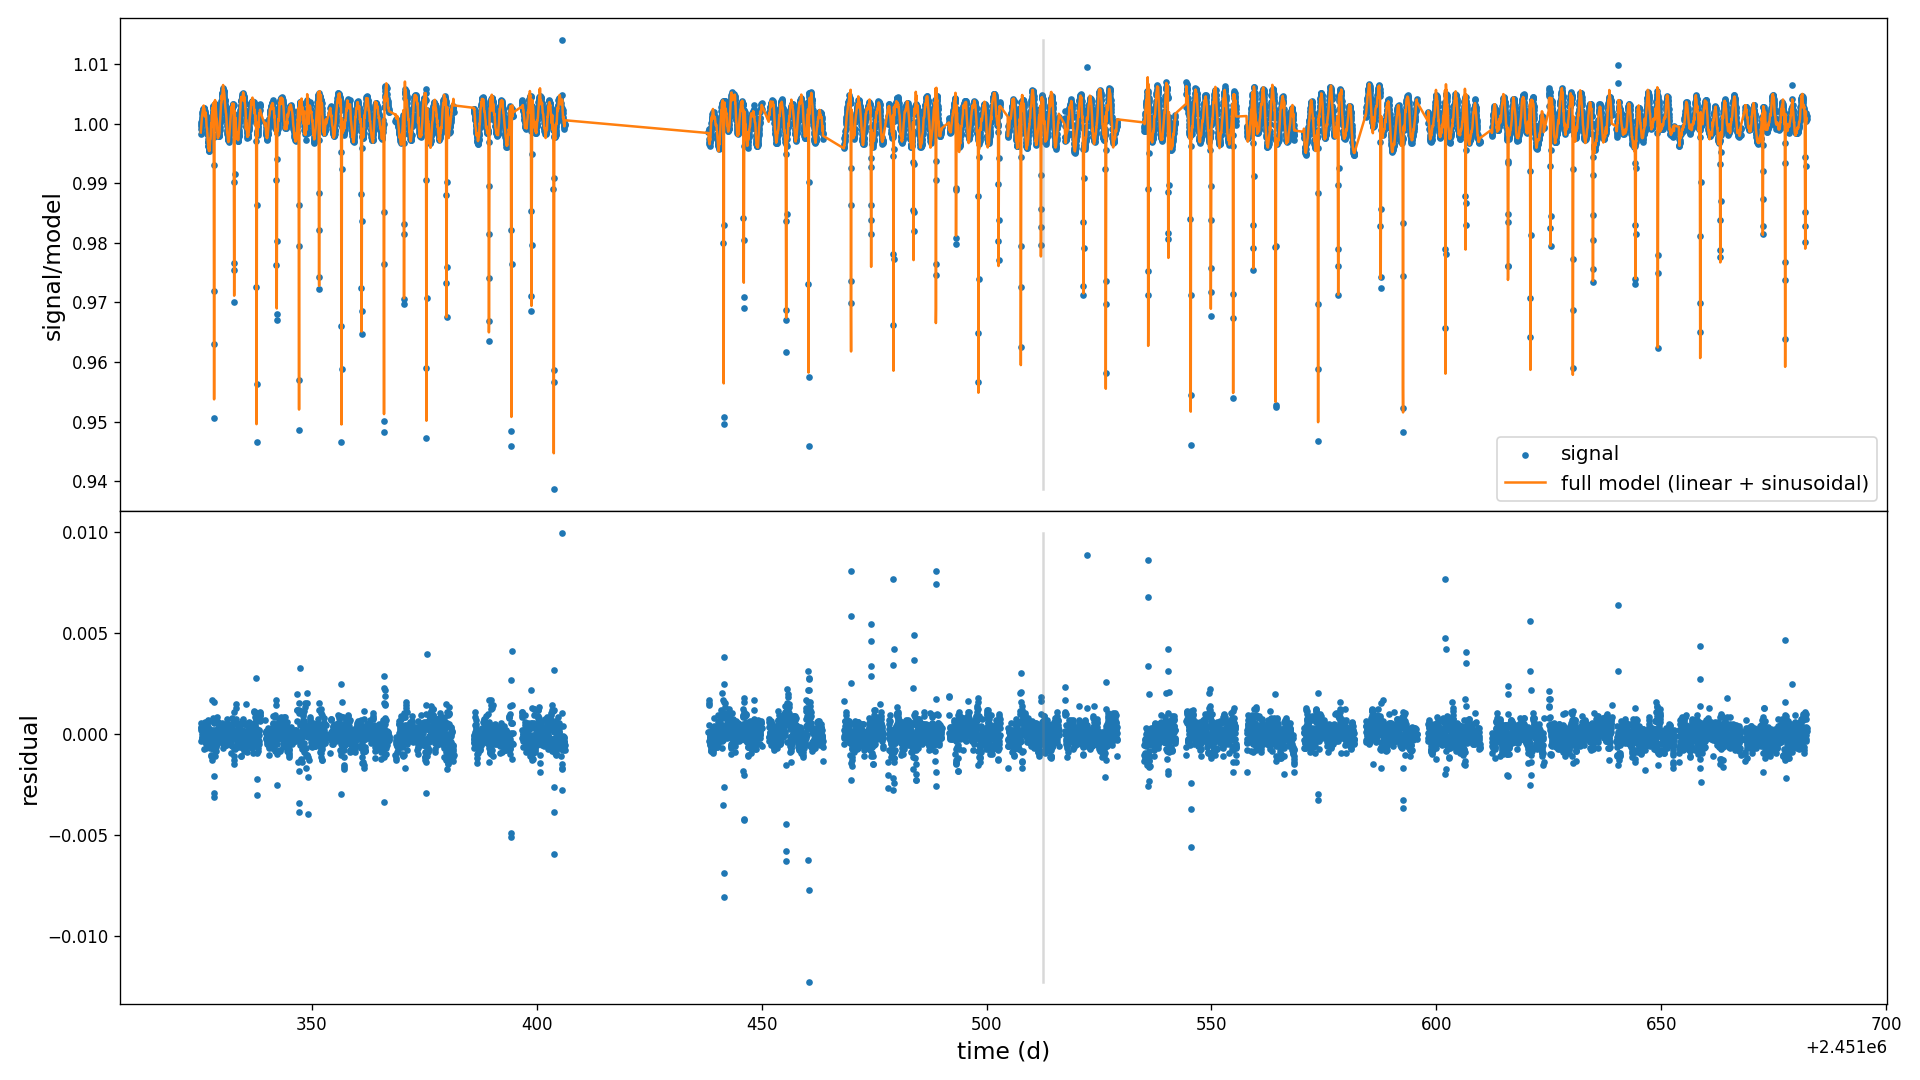 signal/model
1.01
1.00
0.99
0.98
0.97
0.96
0.95
0.94
signal
full model (linear + sinusoidal)
residual
0.010
0.005
0.000
−0.005
−0.010
350 400 450 500 550 600 650 700
+2.451e6
time (d)